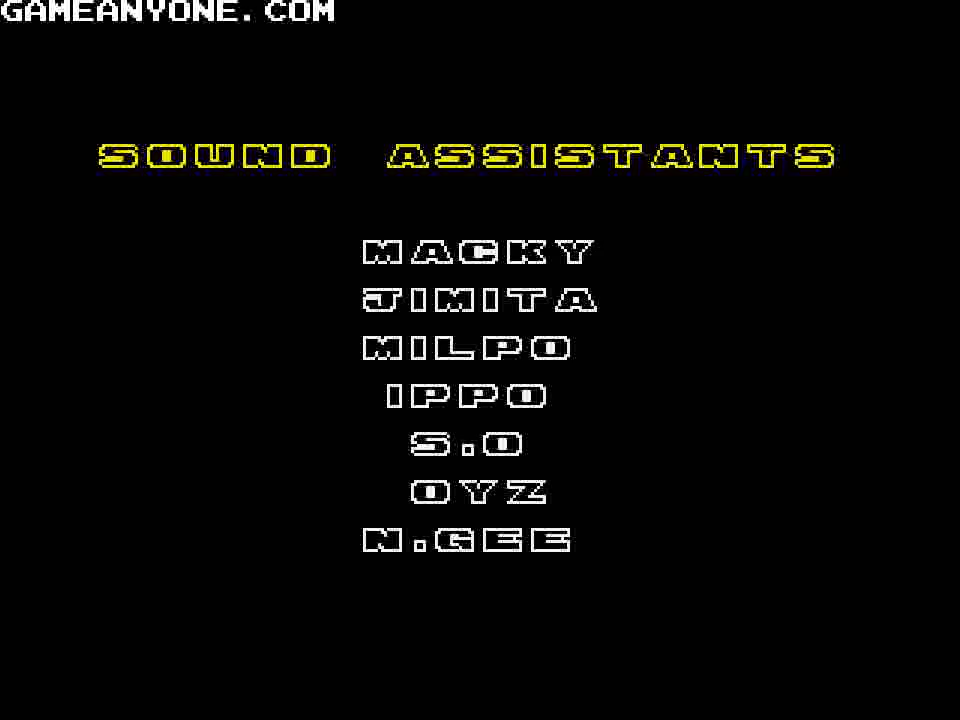 GAMEANYONE.COM
SOUND ASSISTANTS
MACKY
JIMITA
MILPO
IPPO
S.O
OYZ
N.GEE